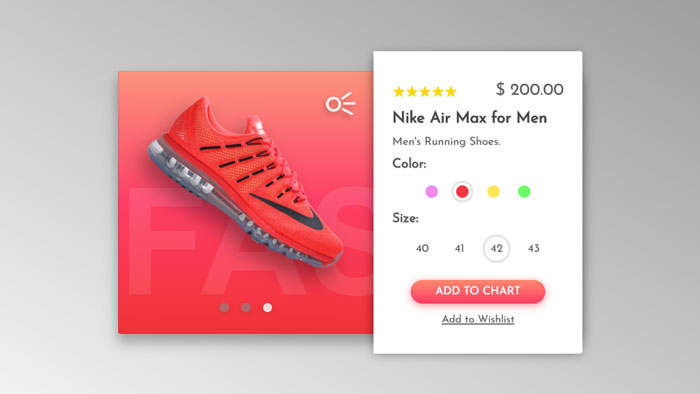 FAS
$ 200.00
Nike Air Max for Men
Men's Running Shoes.
Color:
Size:
40 41 42 43
ADD TO CHART
Add to Wishlist